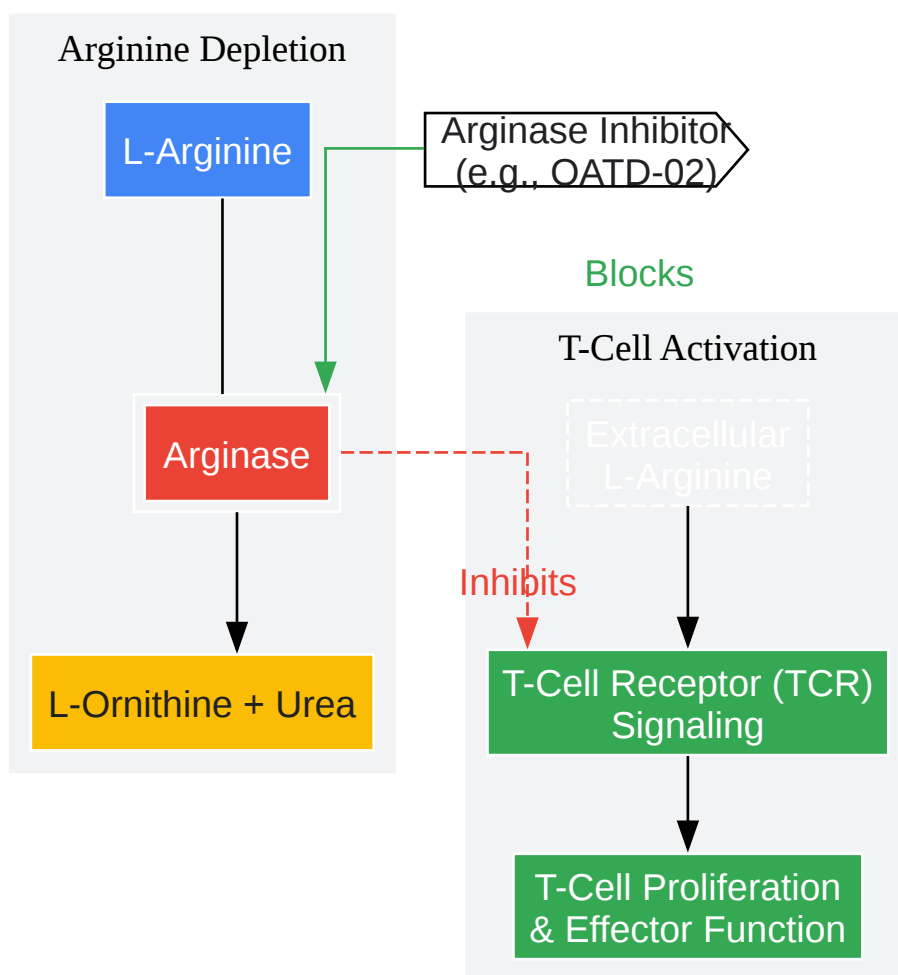 Arginine Depletion
L-Arginine
Arginase Inhibitor
(e.g., OATD-02)
Blocks
T-Cell Activation
Extracellular
L-Arginine
Arginase
Inhibits
L-Ornithine + Urea
T-Cell Receptor (TCR)
Signaling
T-Cell Proliferation
& Effector Function